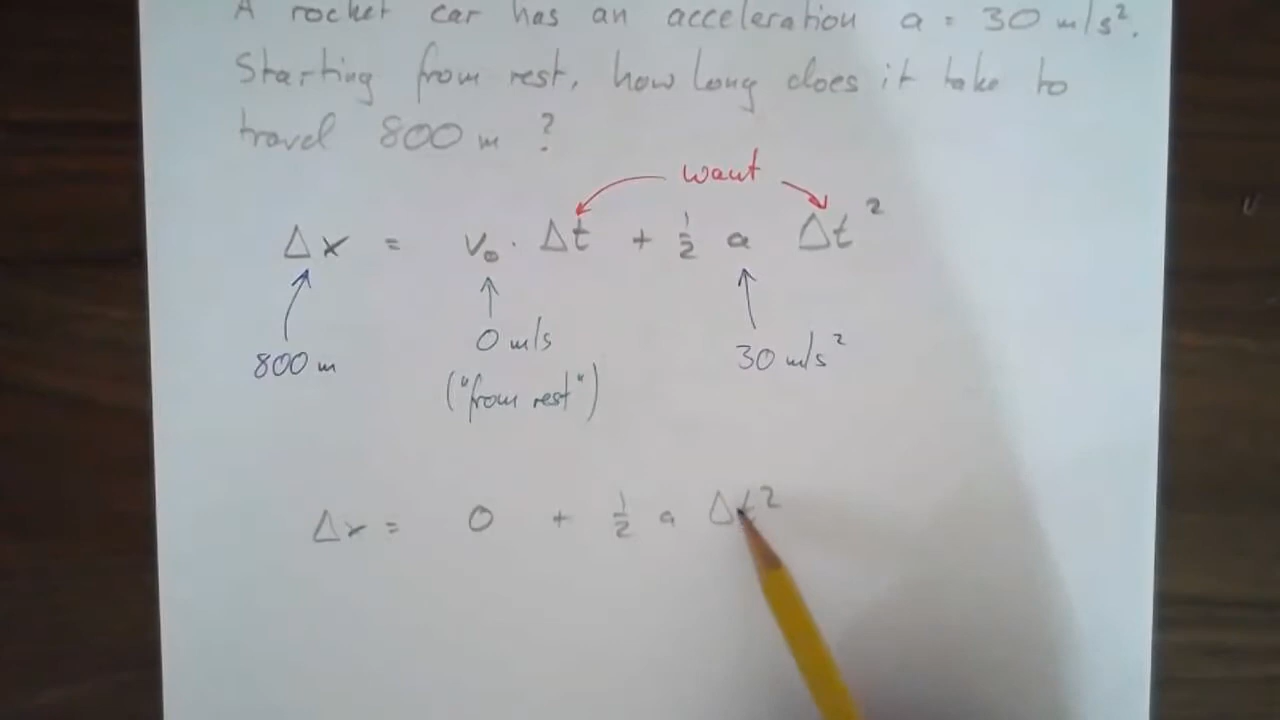 A rocket car has an acceleration a = 30 m/s².
Starting from rest, how long does it take to
travel 800 m ?
want
Δx = v₀ · Δt + 1/2 a Δt²
800 m
0 m/s
("from rest")
30 m/s²
Δx = 0 + 1/2 a Δt²